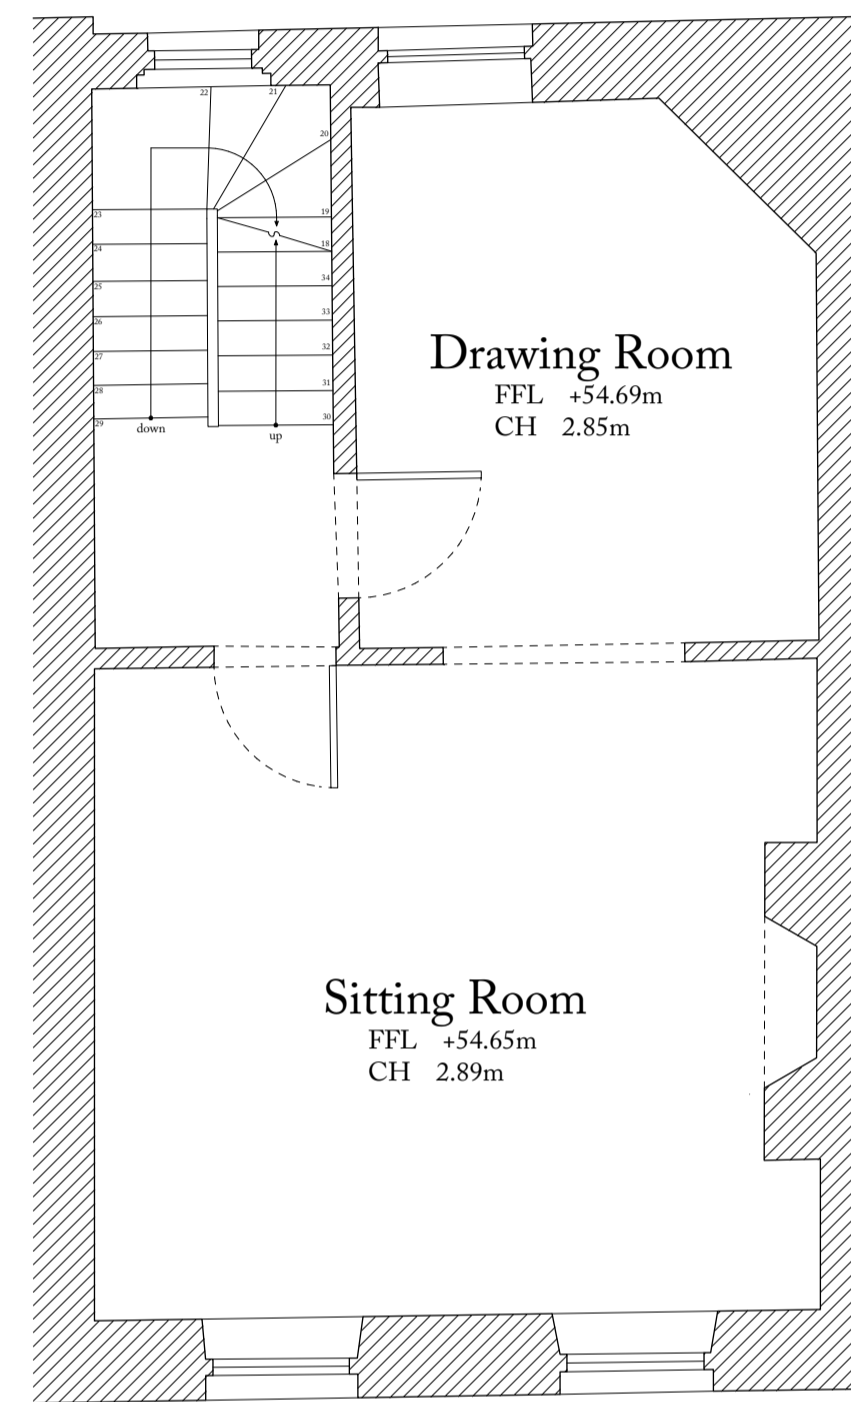 22
21
20
23
19
24
18
25
34
26
33
27
32
28
31
29
30
down
up
Drawing Room
FFL +54.69m
CH 2.85m
Sitting Room
FFL +54.65m
CH 2.89m